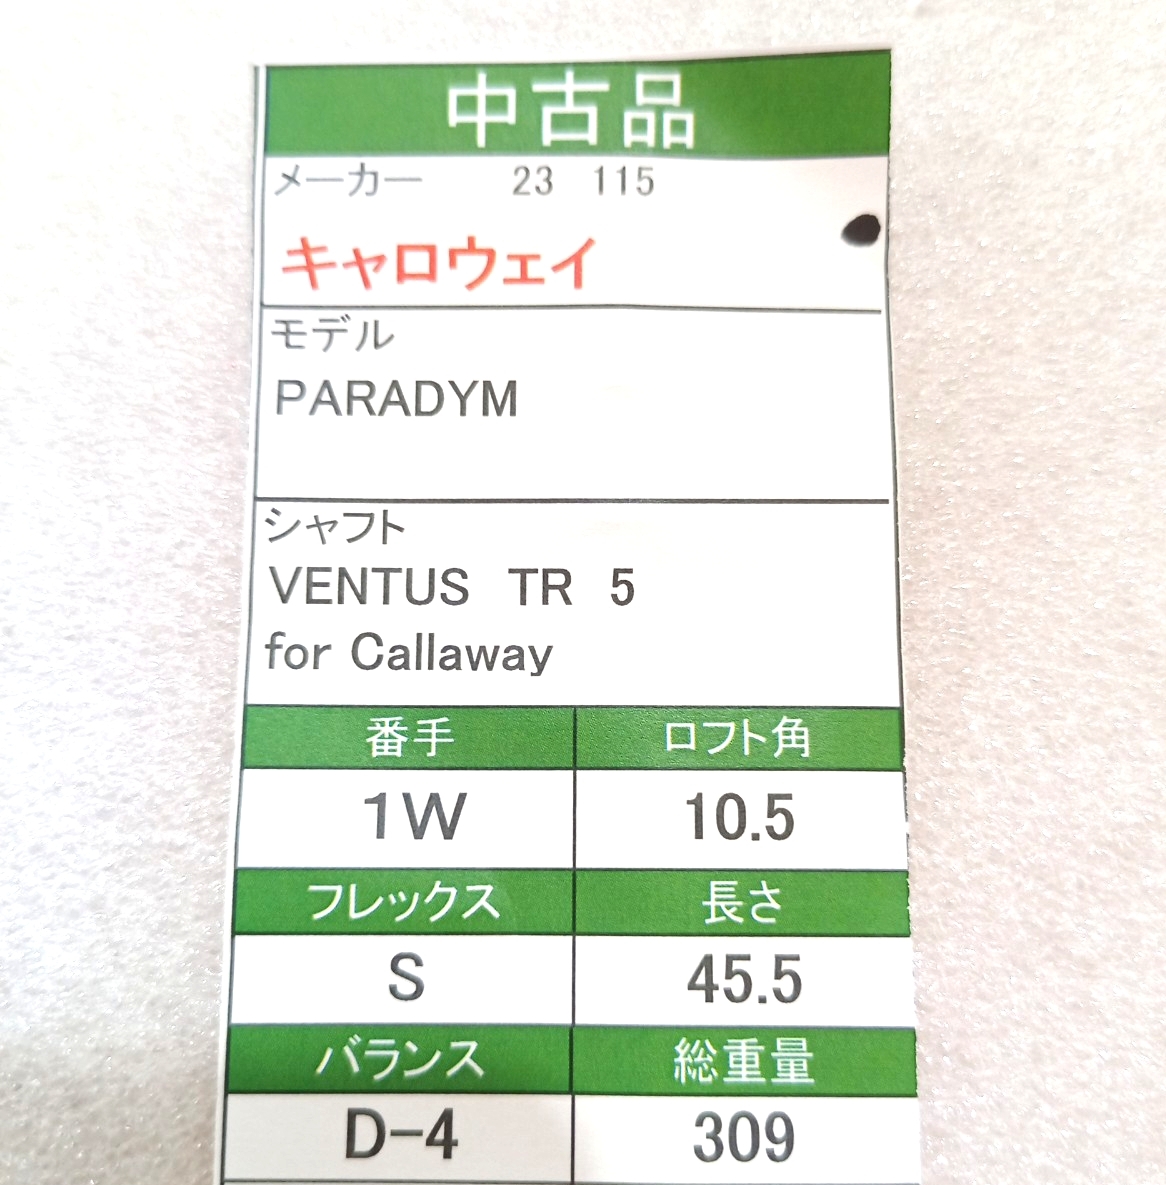 中古品
メーカー 23 115
キャロウェイ
モデル
PARADYM
シャフト
VENTUS TR 5
for Callaway
番手 ロフト角
1W 10.5
フレックス 長さ
S 45.5
バランス 総重量
D-4 309